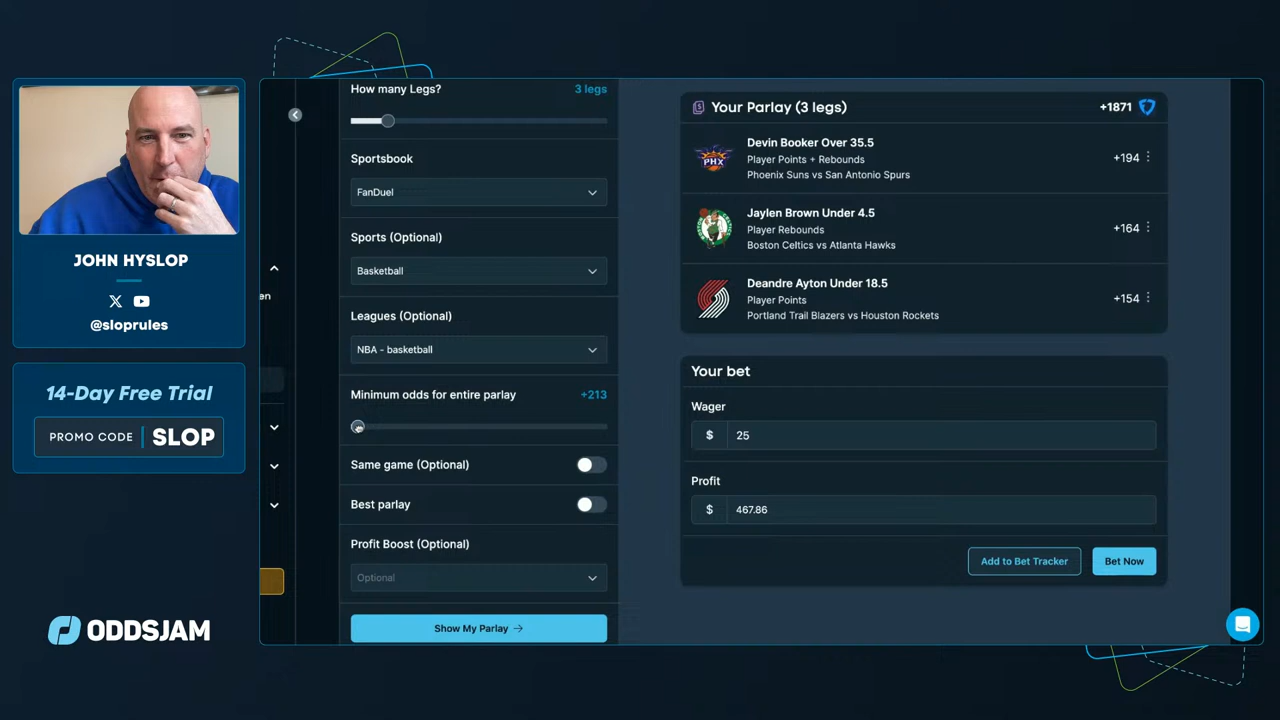 JOHN HYSLOP
@sloprules
14-Day Free Trial
PROMO CODE
SLOP
ODDSJAM
en
How many Legs?
3 legs
Sportsbook
FanDuel
Sports (Optional)
Basketball
Leagues (Optional)
NBA - basketball
Minimum odds for entire parlay
+213
Same game (Optional)
Best parlay
Profit Boost (Optional)
Optional
Show My Parlay →
Your Parlay (3 legs)
+1871
PHX
Devin Booker Over 35.5
+194
Player Points + Rebounds
Phoenix Suns vs San Antonio Spurs
Jaylen Brown Under 4.5
+164
Player Rebounds
Boston Celtics vs Atlanta Hawks
Deandre Ayton Under 18.5
+154
Player Points
Portland Trail Blazers vs Houston Rockets
Your bet
Wager
$ 25
Profit
$ 467.86
Add to Bet Tracker
Bet Now